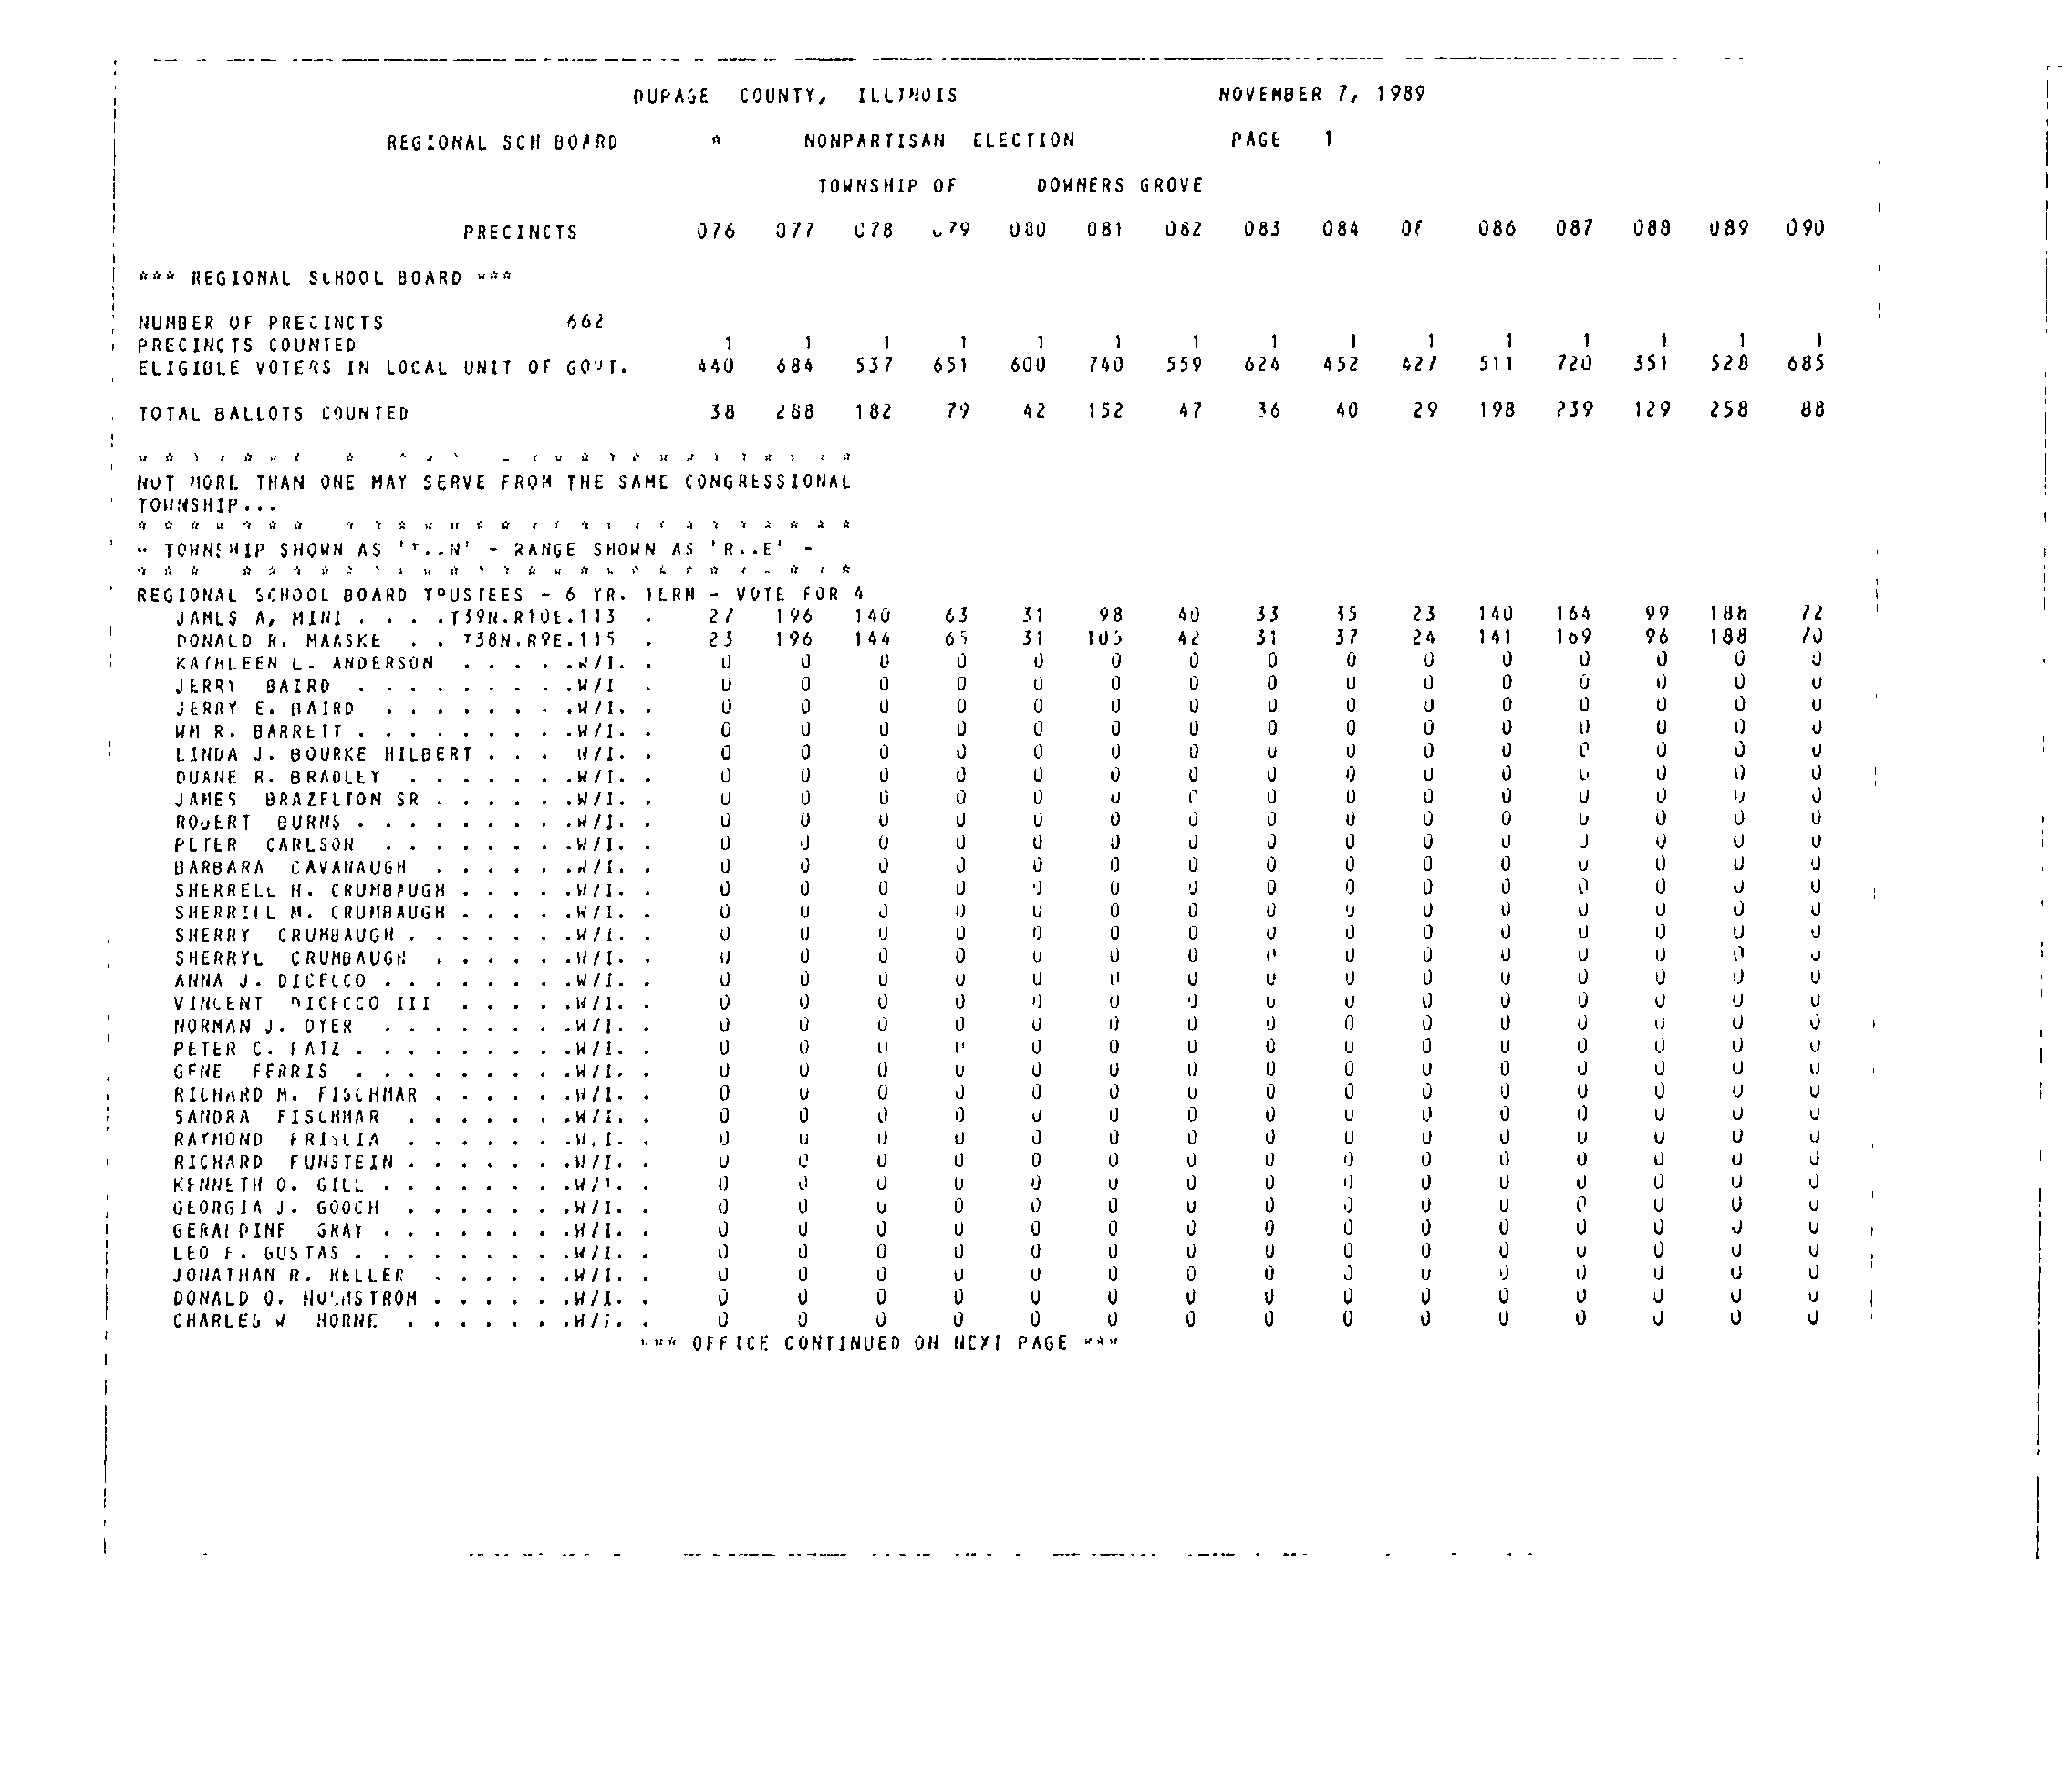 DUPAGE COUNTY, ILLINOIS NOVEMBER 7, 1989
REGIONAL SCH BOARD * NONPARTISAN ELECTION PAGE 1
TOWNSHIP OF DOWNERS GROVE
PRECINCTS 076 077 078 079 080 081 082 083 084 086 087 088 089 090
*** REGIONAL SCHOOL BOARD ***
NUMBER OF PRECINCTS 662
PRECINCTS COUNTED 1 1 1 1 1 1 1 1 1 1 1 1 1 1 1
ELIGIBLE VOTERS IN LOCAL UNIT OF GOVT. 440 684 537 651 600 740 559 624 452 427 511 720 351 528 685
TOTAL BALLOTS COUNTED 38 288 182 79 42 152 47 36 40 29 198 239 129 258 88
NOT MORE THAN ONE MAY SERVE FROM THE SAME CONGRESSIONAL
TOWNSHIP...
* TOWNSHIP SHOWN AS 'T..N' - RANGE SHOWN AS 'R..E' -
REGIONAL SCHOOL BOARD TRUSTEES - 6 YR. TERM - VOTE FOR 4
JAMES A. MINI . . . .T39N.R10E.113 . 27 196 140 63 31 98 40 33 35 23 140 164 99 188 72
DONALD R. MAASKE . . T38N.R9E.115 . 23 196 144 65 31 103 42 31 37 24 141 169 96 188 70
KATHLEEN L. ANDERSON . . . . .W/I. . 0 0 0 0 0 0 0 0 0 0 0 0 0 0 0
JERRY BAIRD . . . . . . . . .W/I . 0 0 0 0 0 0 0 0 0 0 0 0 0 0 0
JERRY E. BAIRD . . . . . . . .W/I. . 0 0 0 0 0 0 0 0 0 0 0 0 0 0 0
WM R. BARRETT . . . . . . . . .W/I. . 0 0 0 0 0 0 0 0 0 0 0 0 0 0 0
LINDA J. BOURKE HILBERT . . . W/I. . 0 0 0 0 0 0 0 0 0 0 0 0 0 0 0
DUANE R. BRADLEY . . . . . . .W/I. . 0 0 0 0 0 0 0 0 0 0 0 0 0 0 0
JAMES BRAZELTON SR . . . . . .W/I. . 0 0 0 0 0 0 0 0 0 0 0 0 0 0 0
ROBERT BURNS . . . . . . . . .W/I. . 0 0 0 0 0 0 0 0 0 0 0 0 0 0 0
PETER CARLSON . . . . . . . .W/I. . 0 0 0 0 0 0 0 0 0 0 0 0 0 0 0
BARBARA CAVANAUGH . . . . . .W/I. . 0 0 0 0 0 0 0 0 0 0 0 0 0 0 0
SHERRELL H. CRUMBAUGH . . . . .W/I. . 0 0 0 0 0 0 0 0 0 0 0 0 0 0 0
SHERRILL M. CRUMBAUGH . . . . .W/I. . 0 0 0 0 0 0 0 0 0 0 0 0 0 0 0
SHERRY CRUMBAUGH . . . . . . .W/I. . 0 0 0 0 0 0 0 0 0 0 0 0 0 0 0
SHERRYL CRUMBAUGH . . . . . .W/I. . 0 0 0 0 0 0 0 0 0 0 0 0 0 0 0
ANNA J. DICECCO . . . . . . . .W/I. . 0 0 0 0 0 0 0 0 0 0 0 0 0 0 0
VINCENT DICECCO III . . . . .W/I. . 0 0 0 0 0 0 0 0 0 0 0 0 0 0 0
NORMAN J. DYER . . . . . . . .W/I. . 0 0 0 0 0 0 0 0 0 0 0 0 0 0 0
PETER C. FATZ . . . . . . . . .W/I. . 0 0 0 0 0 0 0 0 0 0 0 0 0 0 0
GENE FERRIS . . . . . . . . .W/I. . 0 0 0 0 0 0 0 0 0 0 0 0 0 0 0
RICHARD M. FISCHMAR . . . . . .W/I. . 0 0 0 0 0 0 0 0 0 0 0 0 0 0 0
SANDRA FISCHMAR . . . . . . .W/I. . 0 0 0 0 0 0 0 0 0 0 0 0 0 0 0
RAYMOND . . . . . . .W/I. . 0 0 0 0 0 0 0 0 0 0 0 0 0 0 0
RICHARD FUNSTEIN . . . . . . .W/I. . 0 0 0 0 0 0 0 0 0 0 0 0 0 0 0
KENNETH O. GILL . . . . . . . .W/I. . 0 0 0 0 0 0 0 0 0 0 0 0 0 0 0
GEORGIA J. GOOCH . . . . . . .W/I. . 0 0 0 0 0 0 0 0 0 0 0 0 0 0 0
GERALDINE GRAY . . . . . . . .W/I. . 0 0 0 0 0 0 0 0 0 0 0 0 0 0 0
LEO F. GUSTAS . . . . . . . . .W/I. . 0 0 0 0 0 0 0 0 0 0 0 0 0 0 0
JONATHAN R. HELLER . . . . . .W/I. . 0 0 0 0 0 0 0 0 0 0 0 0 0 0 0
DONALD O. HOLMSTROM . . . . . .W/I. . 0 0 0 0 0 0 0 0 0 0 0 0 0 0 0
CHARLES W HORNE . . . . . . .W/I. . 0 0 0 0 0 0 0 0 0 0 0 0 0 0 0
*** OFFICE CONTINUED ON NEXT PAGE ***